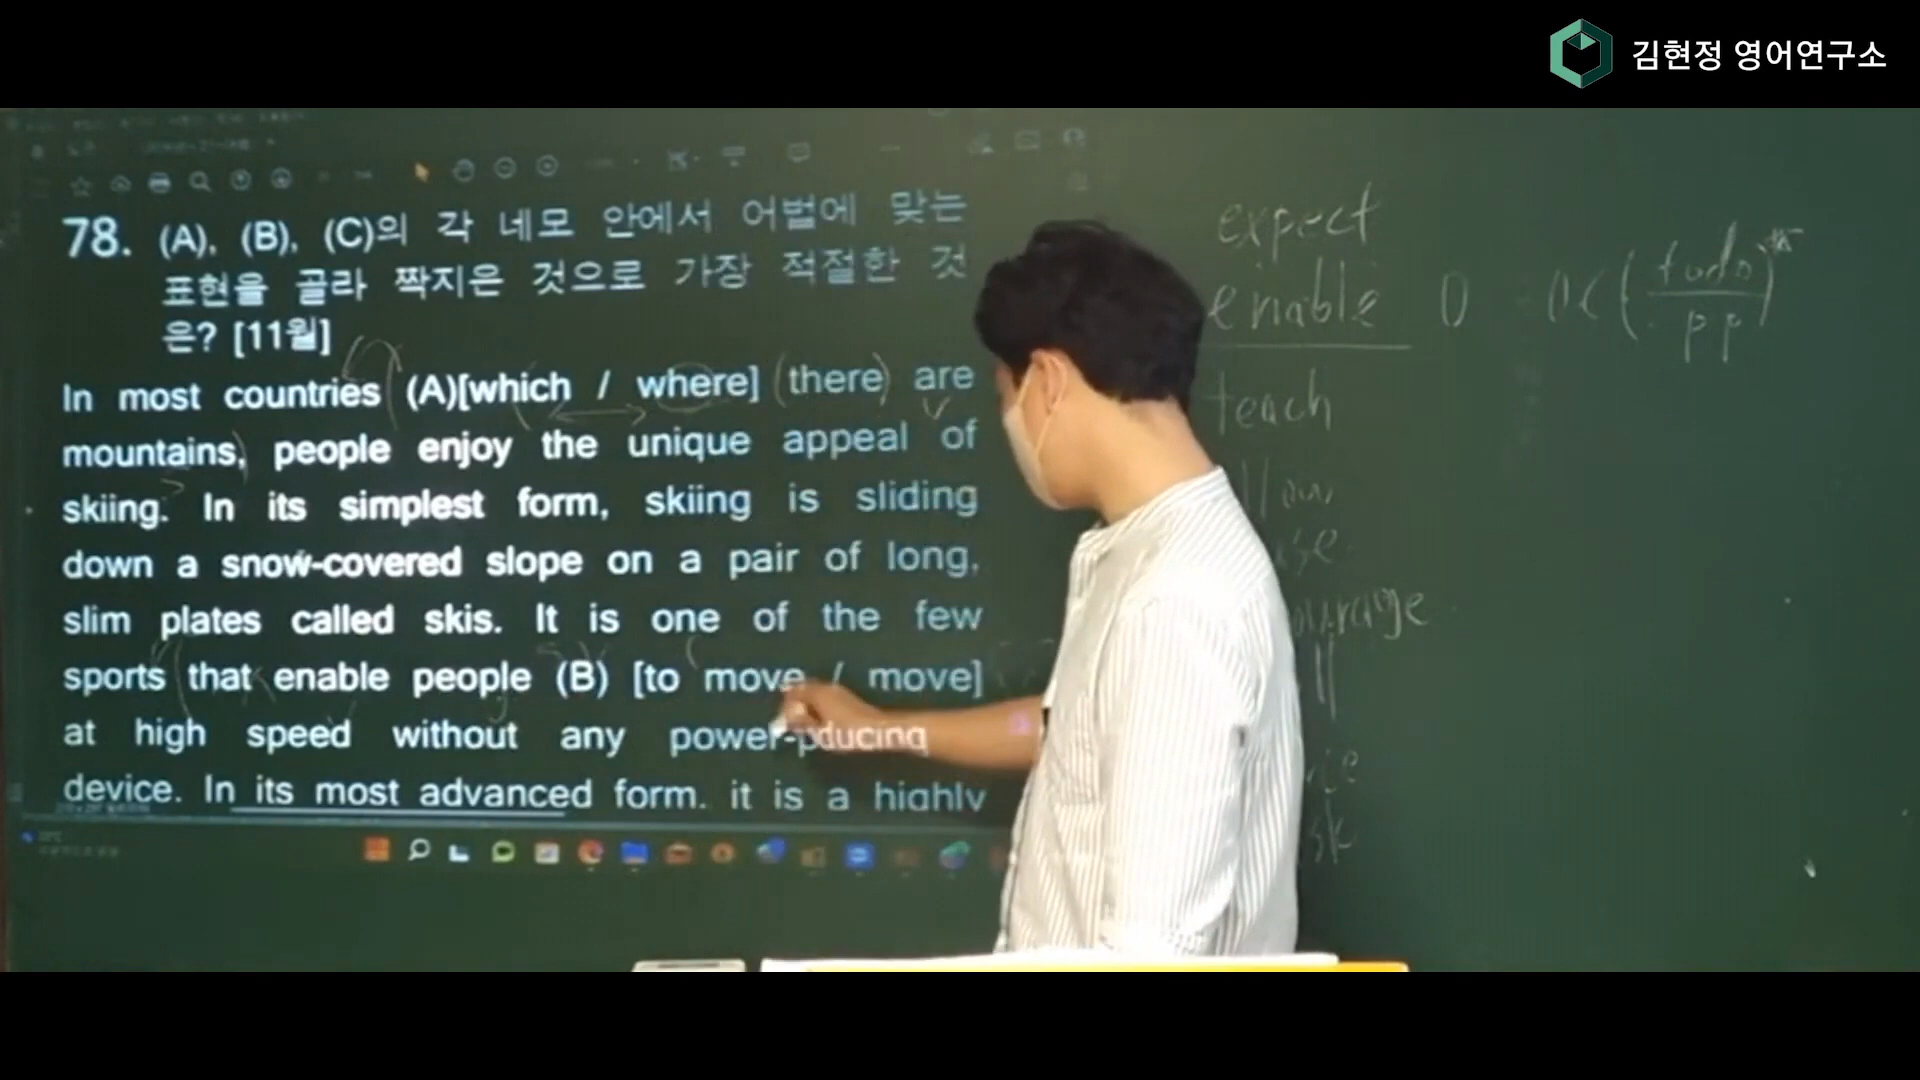 김현정 영어연구소
78. (A), (B), (C)의 각 네모 안에서 어법에 맞는
표현을 골라 짝지은 것으로 가장 적절한 것
은? [11월]
In most countries (A)[which / where] there are
mountains, people enjoy the unique appeal of
skiing. In its simplest form, skiing is sliding
down a snow-covered slope on a pair of long,
slim plates called skis. It is one of the few
sports that enable people (B) [to move / move]
at high speed without any
device. In its most advanced form, it is a highly
expect
enable O OC (to do / pp)
teach